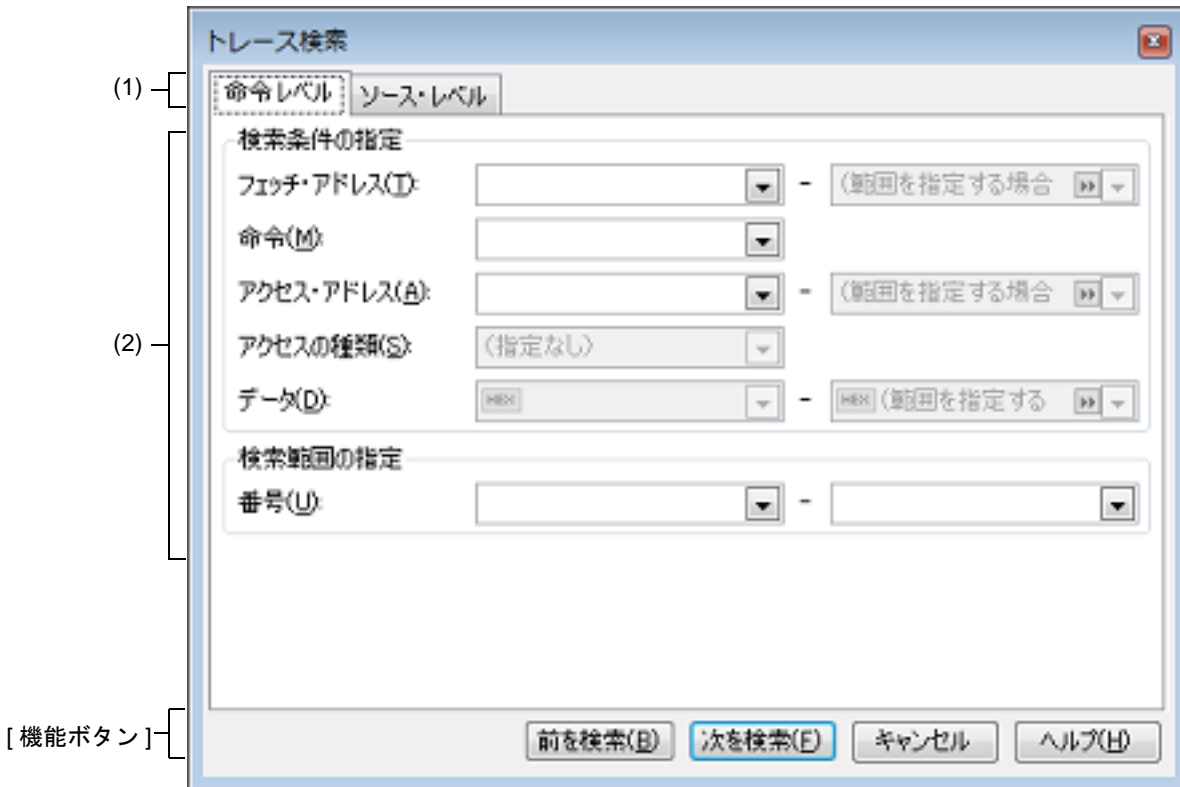 トレース検索
(1)
命令レベル ソース・レベル
(2)
検索条件の指定
フェッチ・アドレス(T): - (範囲を指定する場合
命令(M):
アクセス・アドレス(A): - (範囲を指定する場合
アクセスの種類(S): (指定なし)
データ(D): HEX - HEX (範囲を指定する
検索範囲の指定
番号(U): -
[ 機能ボタン ]
前を検索(B) 次を検索(F) キャンセル ヘルプ(H)